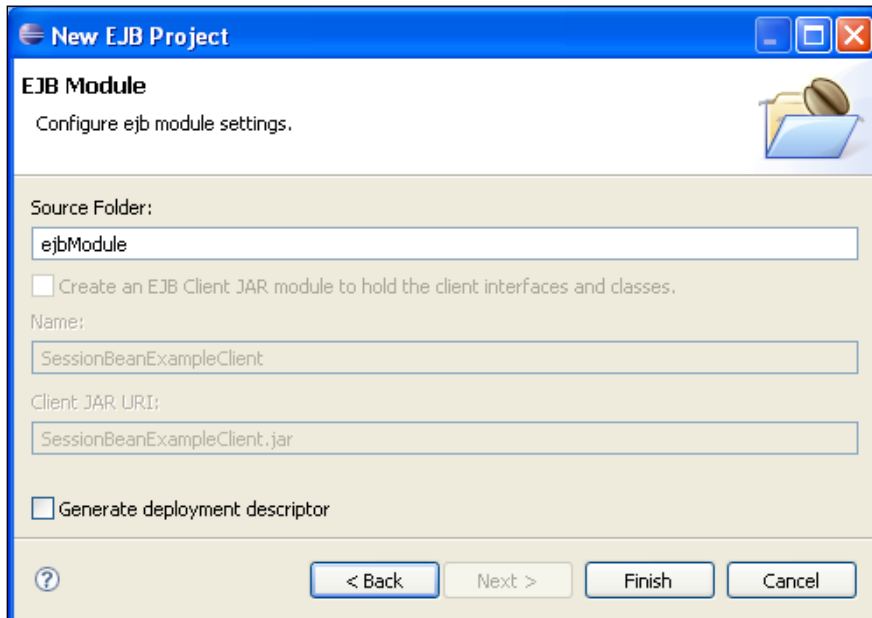 New EJB Project
EJB Module
Configure ejb module settings.
Source Folder:
ejbModule
Create an EJB Client JAR module to hold the client interfaces and classes.
Name:
SessionBeanExampleClient
Client JAR URI:
SessionBeanExampleClient.jar
Generate deployment descriptor
? < Back Next > Finish Cancel